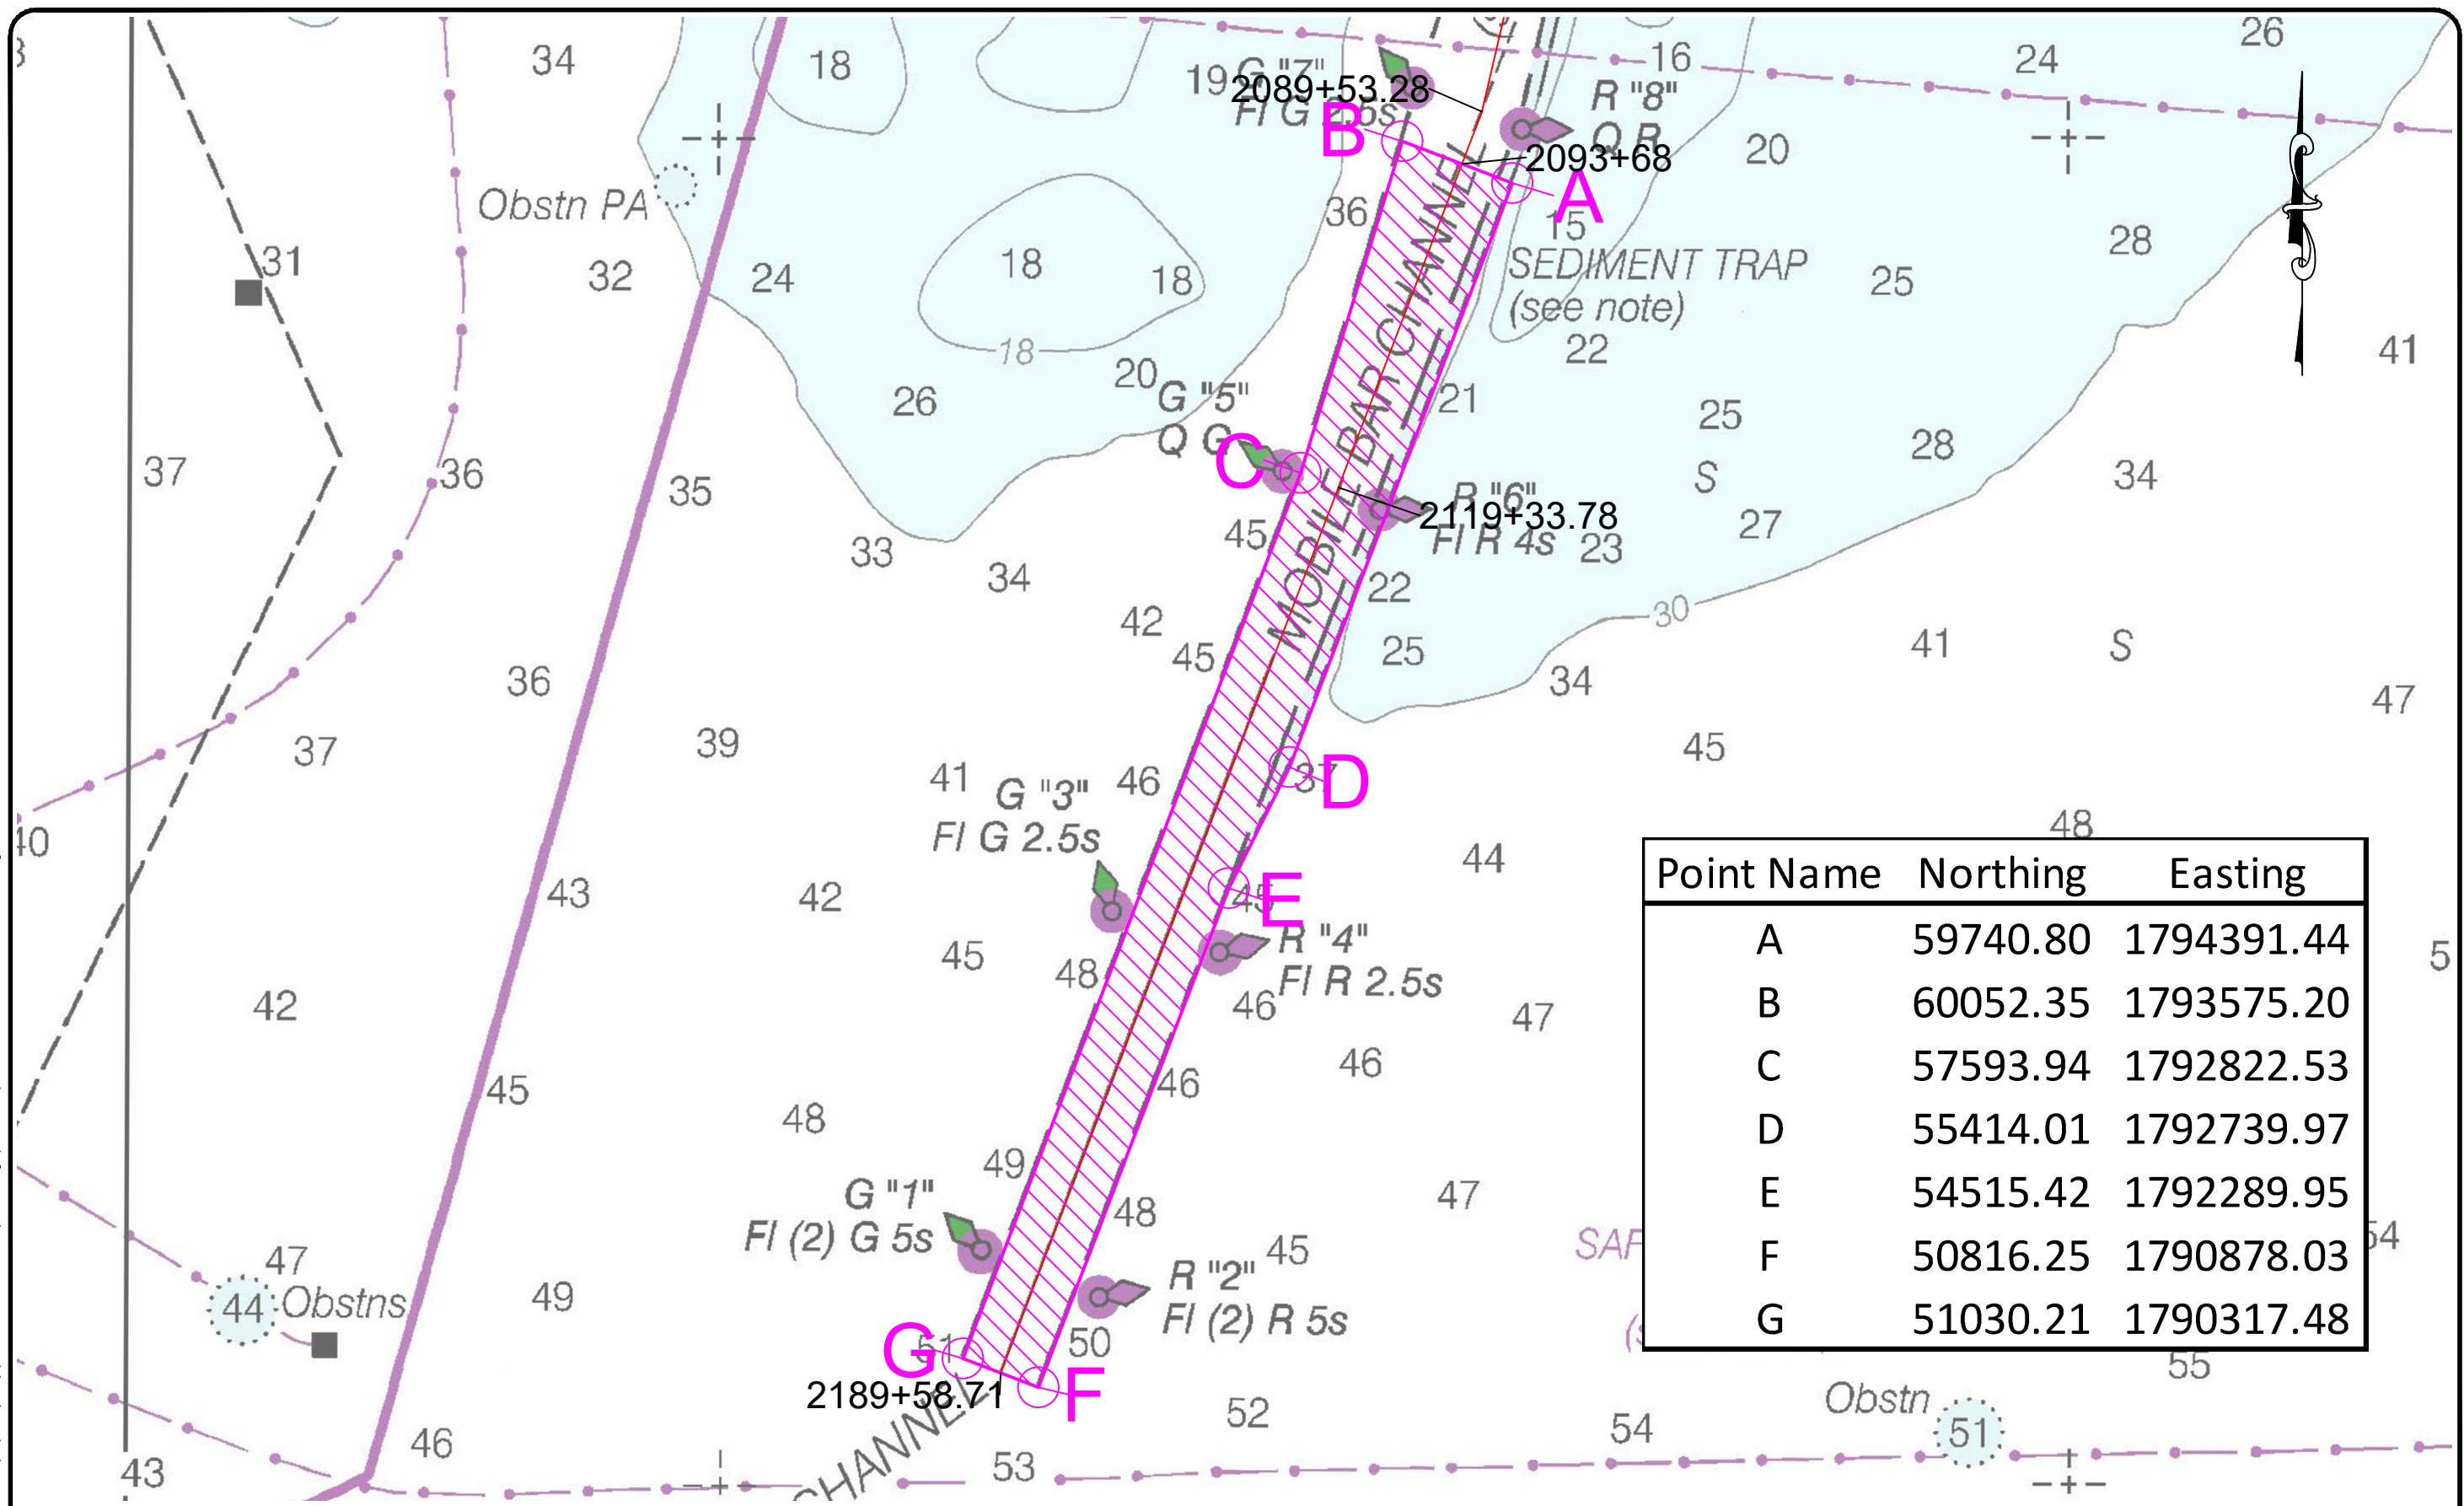 34
18
19
G "7"
Fl G 2.5s
2089+53.28
16
24
26
R "8"
Q R
2093+68
20
B
A
Obstn PA
36
15
28
31
32
24
18
18
SEDIMENT TRAP
(see note)
25
18
22
41
20
G "5"
Q G
26
21
25
28
37
36
35
C
MOBILE BAR CHANNEL
R "6"
2119+33.78
Fl R 4s
23
S
34
27
45
33
34
22
30
42
45
25
41
S
36
34
47
37
39
45
41
46
37
D
G "3"
Fl G 2.5s
40
48
44
43
42
45
E
R "4"
Fl R 2.5s
45
48
46
47
42
46
45
46
48
49
G "1"
Fl (2) G 5s
48
47
45
R "2"
Fl (2) R 5s
47
44
Obstns
49
G
51
50
F
2189+58.71
CHANNEL
52
54
Obstn
51
55
46
43
53
Point Name Northing Easting
A 59740.80 1794391.44
B 60052.35 1793575.20
C 57593.94 1792822.53
D 55414.01 1792739.97
E 54515.42 1792289.95
F 50816.25 1790878.03
G 51030.21 1790317.48
54
5
SAF